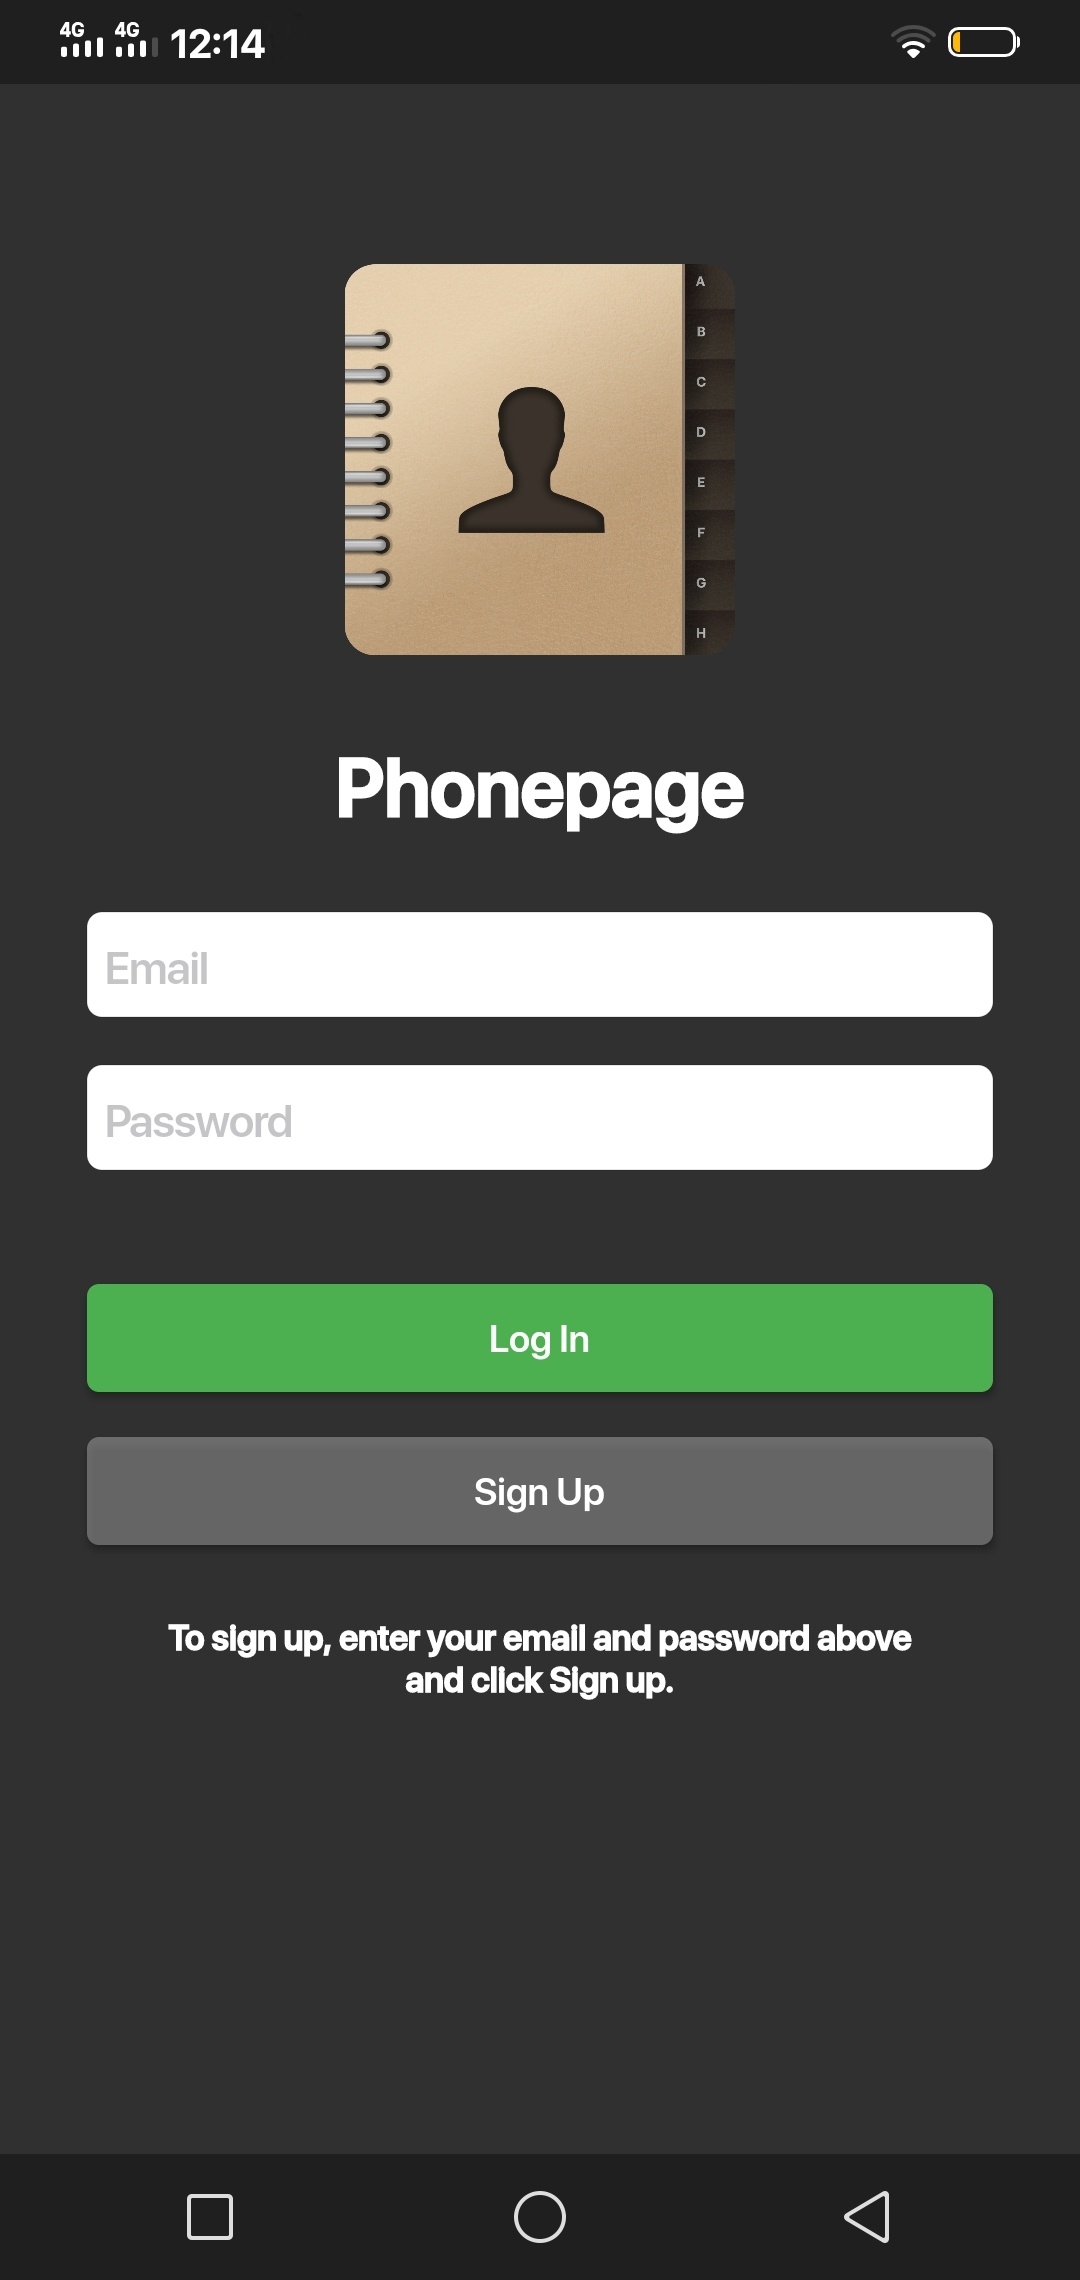 4G 4G 12:14
A
B
C
D
E
F
G
H
Phonepage
Email
Password
Log In
Sign Up
To sign up, enter your email and password above
and click Sign up.